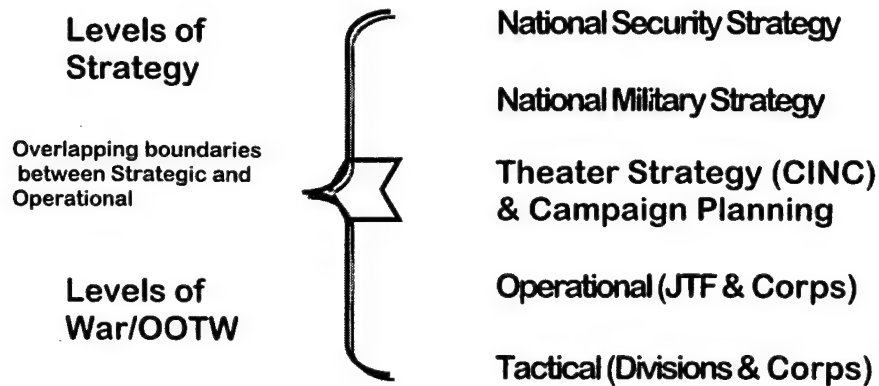 Levels of
Strategy
Overlapping boundaries
between Strategic and
Operational
Levels of
War/OOTW
National Security Strategy
National Military Strategy
Theater Strategy (CINC)
& Campaign Planning
Operational (JTF & Corps)
Tactical (Divisions & Corps)